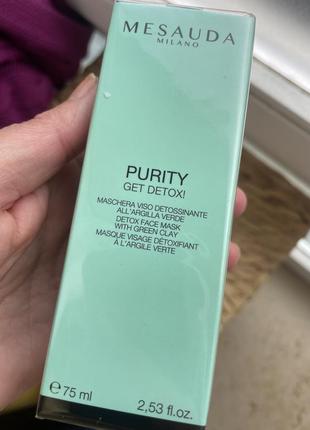 MESAUDA
MILANO
PURITY
GET DETOX!
MASCHERA VISO DETOSSINANTE
ALL'ARGILLA VERDE
DETOX FACE MASK
WITH GREEN CLAY
MASQUE VISAGE DÉTOXIFIANT
À L'ARGILE VERTE
℮ 75 ml
2,53 fl.oz.